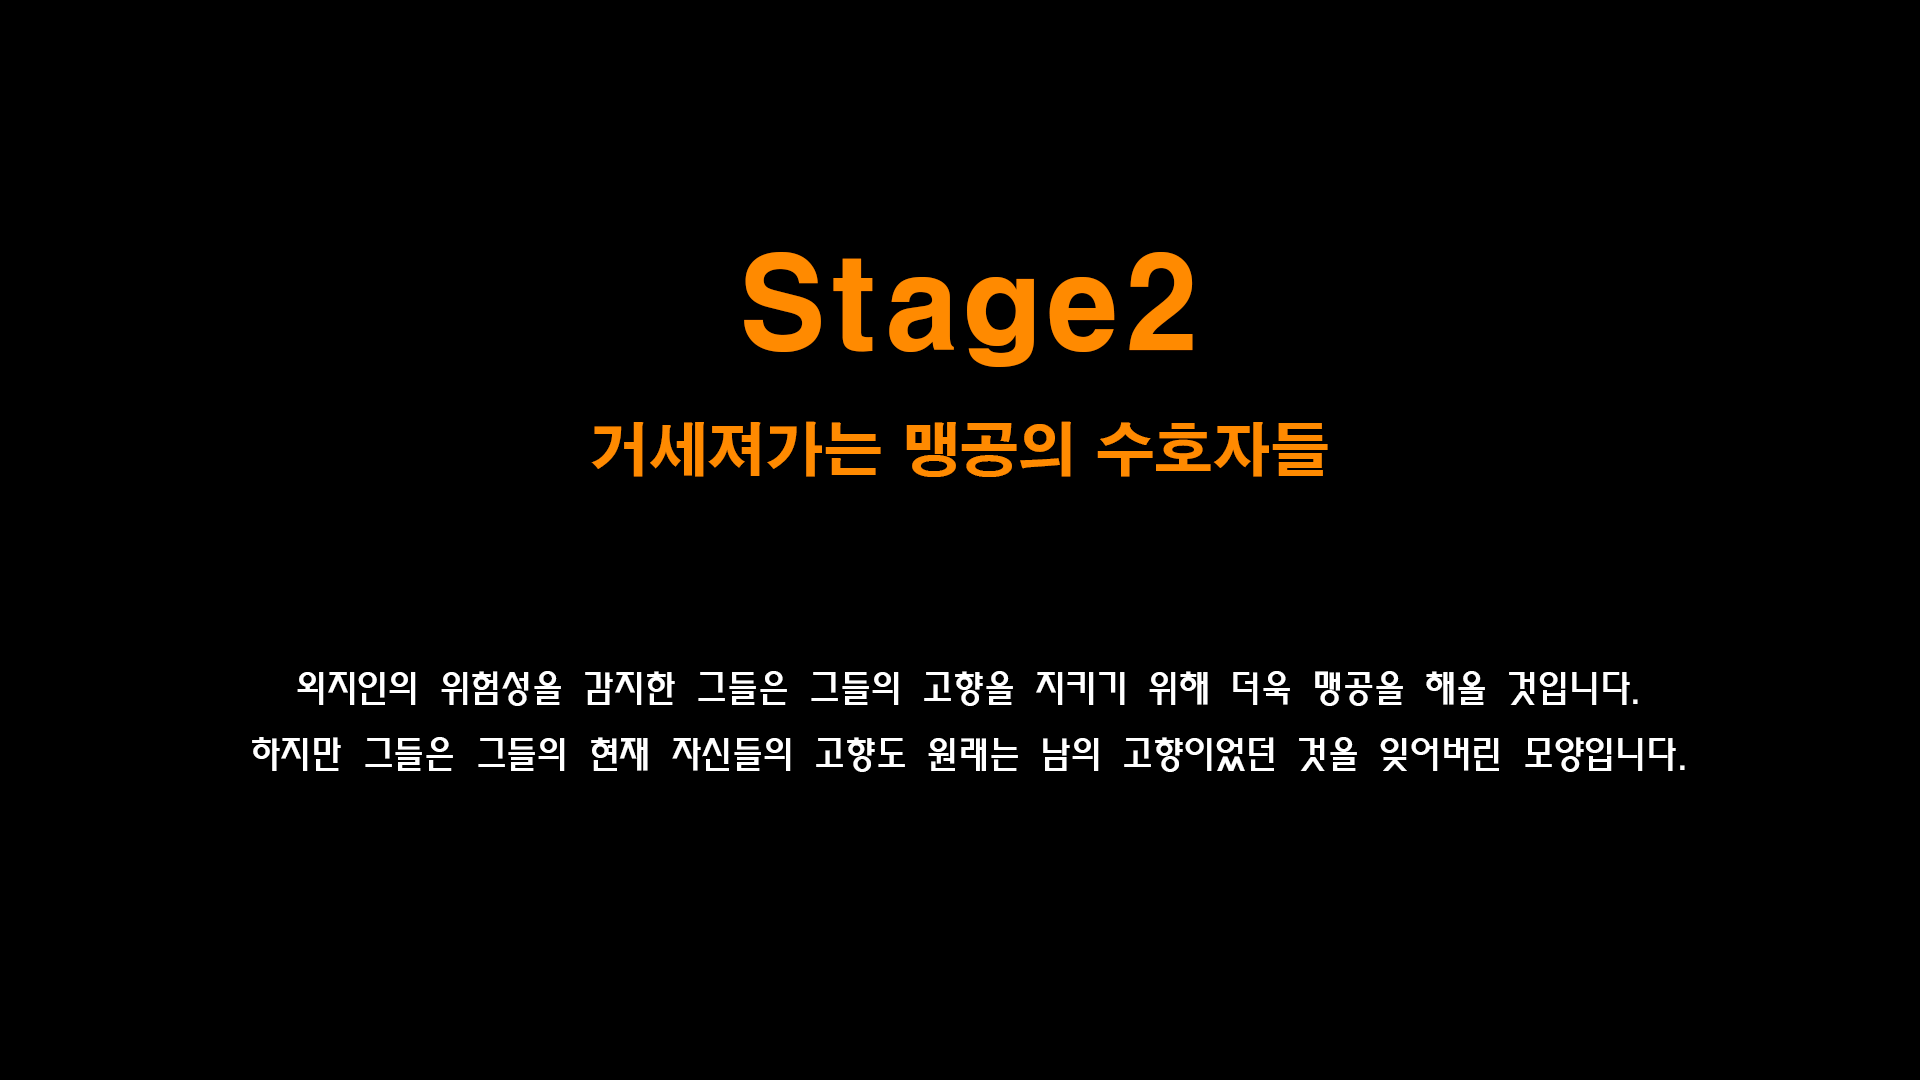 Stage2
거세져가는 맹공의 수호자들
외지인의 위험성을 감지한 그들은 그들의 고향을 지키기 위해 더욱 맹공을 해올 것입니다.
하지만 그들은 그들의 현재 자신들의 고향도 원래는 남의 고향이었던 것을 잊어버린 모양입니다.